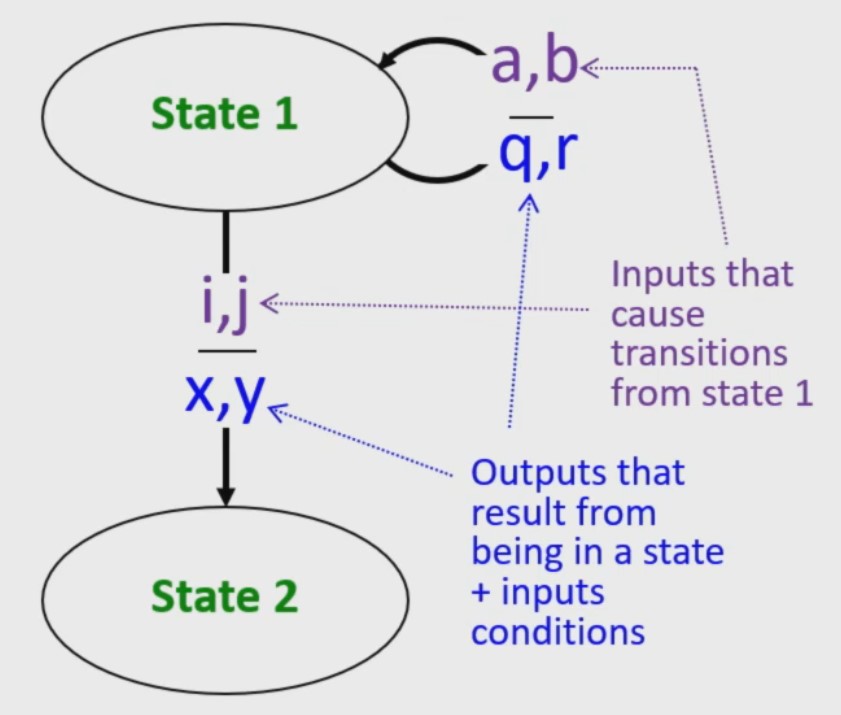 State 1
a,b
q,r
i,j
x,y
Inputs that
cause
transitions
from state 1
Outputs that
result from
being in a state
+ inputs
conditions
State 2